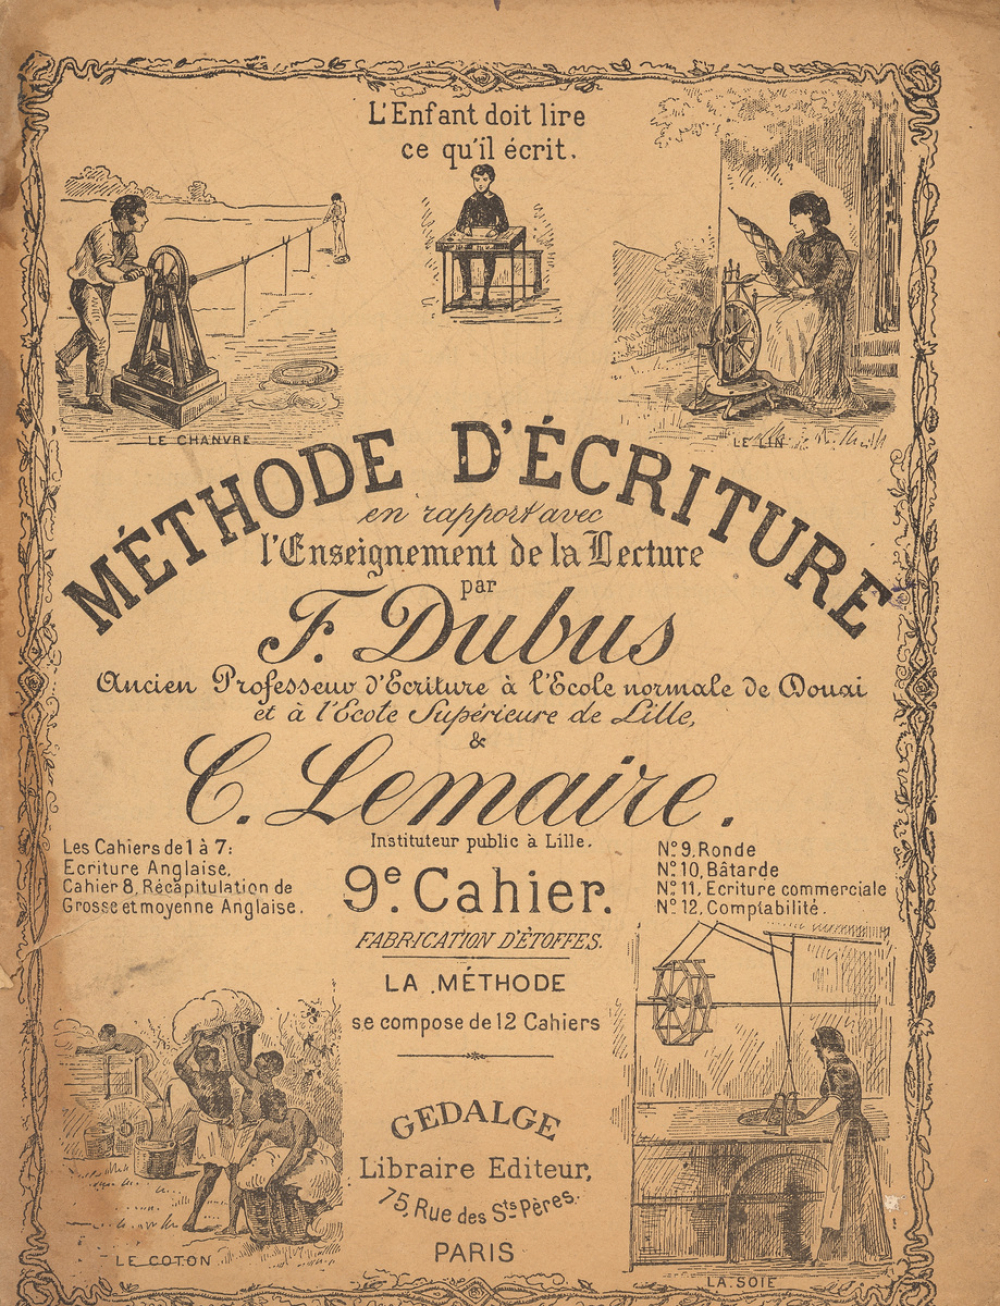 L'Enfant doit lire
ce qu'il écrit.
LE CHANVRE
LE LIN
MÉTHODE D'ÉCRITURE
en rapport avec
l'Enseignement de la Lecture
par
F. Dubus
Ancien Professeur d'Ecriture à l'Ecole normale de Douai
et à l'Ecole Supérieure de Lille,
&
C. Lemaire.
Instituteur public à Lille.
Les Cahiers de 1 à 7:
Ecriture Anglaise,
Cahier 8, Récapitulation de
Grosse et moyenne Anglaise.
9e. Cahier.
N° 9. Ronde
N° 10, Bâtarde
N° 11, Ecriture commerciale
N° 12, Comptabilité.
FABRICATION D'ÉTOFFES.
LA MÉTHODE
se compose de 12 Cahiers
GEDALGE
Libraire Editeur,
75, Rue des Sts Pères.
PARIS
LE COTON
LA SOIE